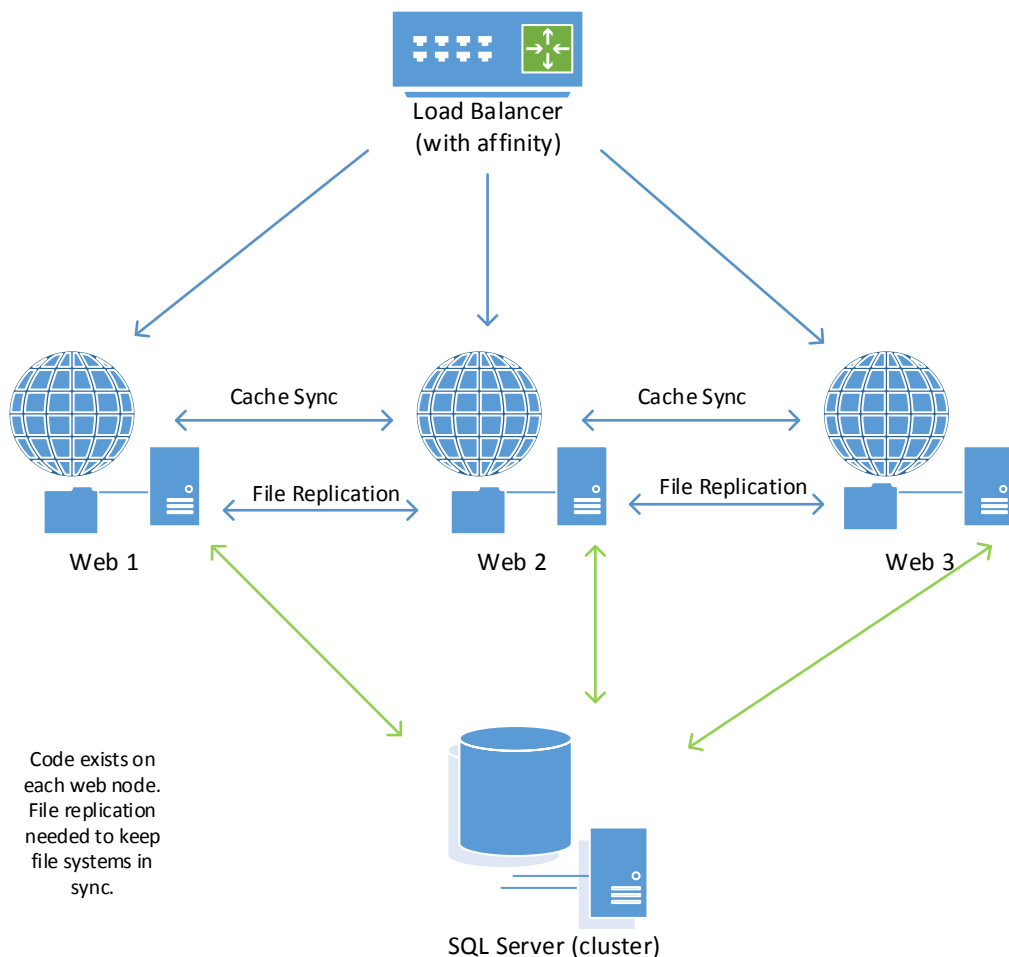 Load Balancer
(with affinity)
Cache Sync
Cache Sync
File Replication
File Replication
Web 1
Web 2
Web 3
Code exists on
each web node.
File replication
needed to keep
file systems in
sync.
SQL Server (cluster)